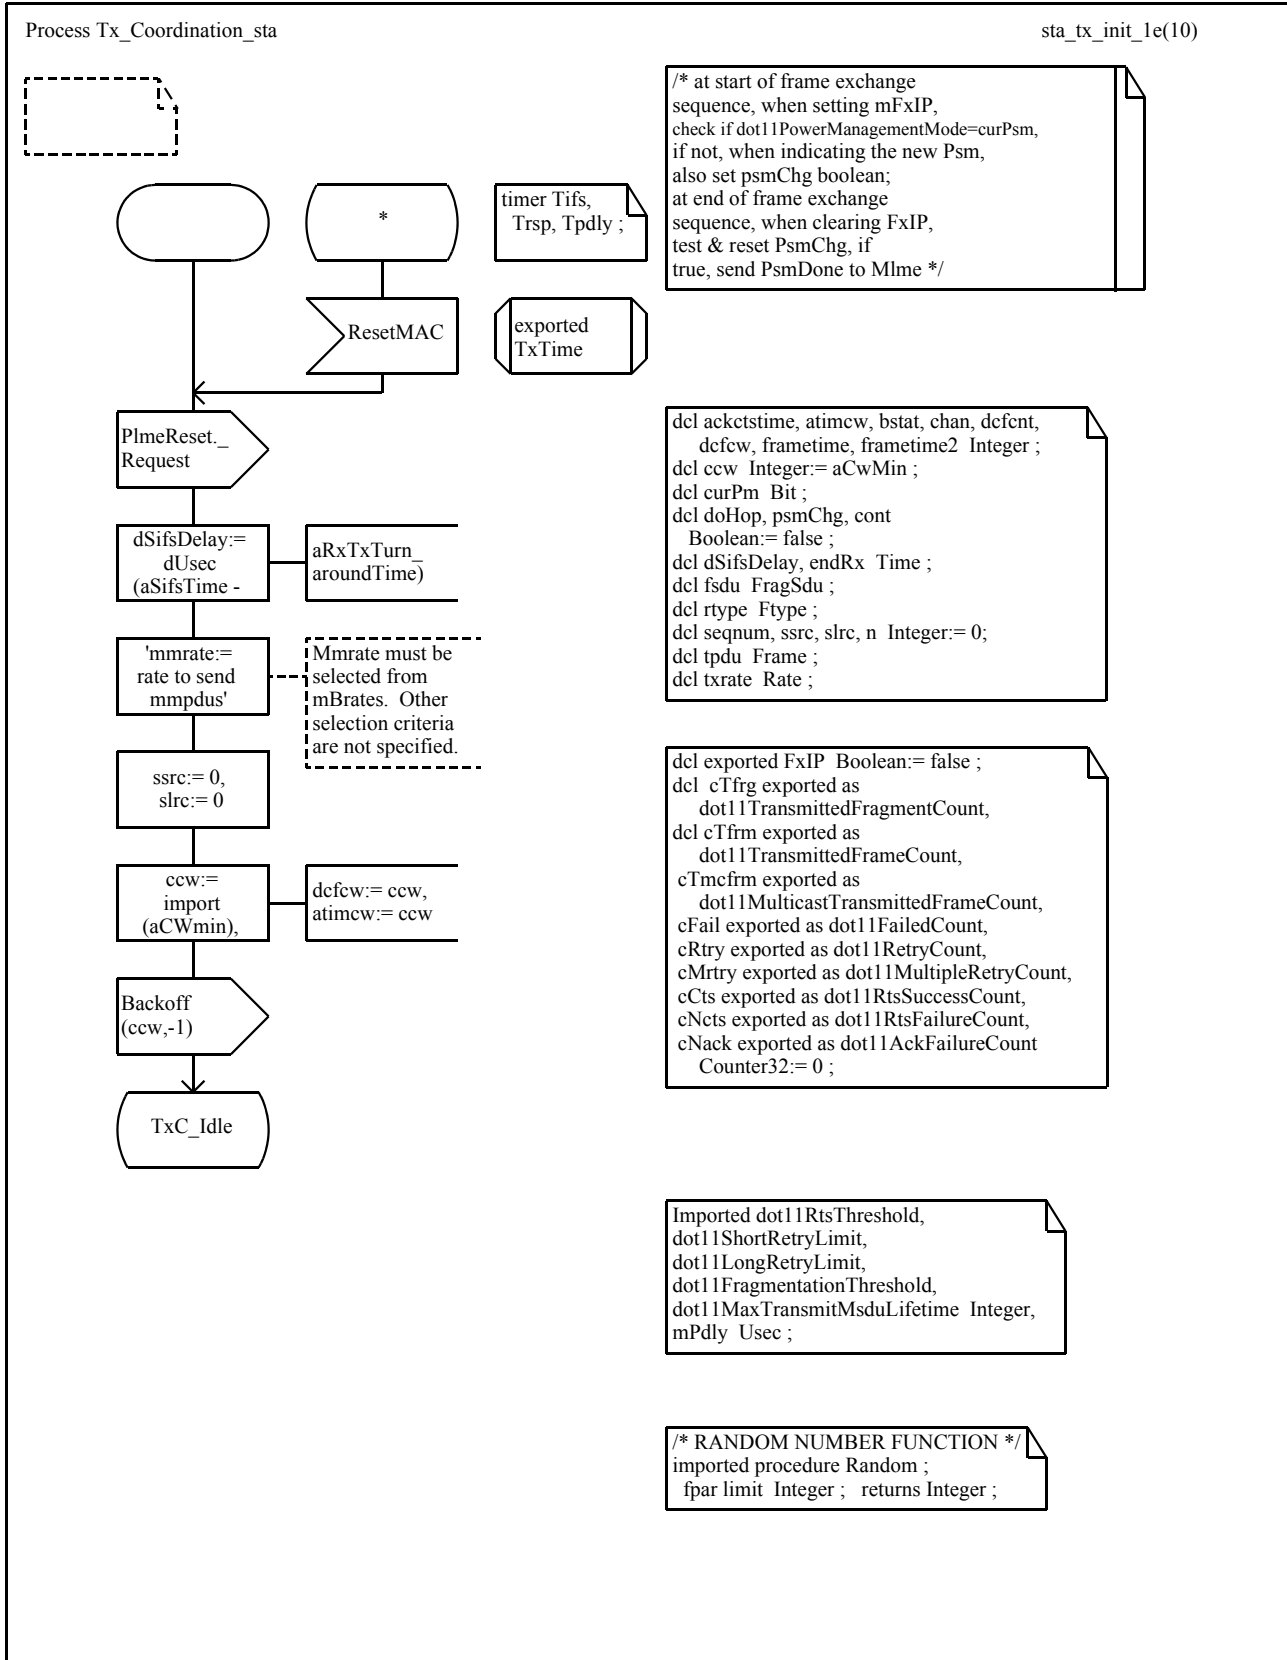 Process Tx_Coordination_sta
sta_tx_init_1e(10)
/* at start of frame exchange
sequence, when setting mFxIP,
check if dot11PowerManagementMode=curPsm,
if not, when indicating the new Psm,
also set psmChg boolean;
at end of frame exchange
sequence, when clearing FxIP,
test & reset PsmChg, if
true, send PsmDone to Mlme */
*
timer Tifs,
Trsp, Tpdly ;
ResetMAC
exported
TxTime
PlmeReset._
Request
dSifsDelay:=
dUsec
(aSifsTime -
aRxTxTurn_
aroundTime)
'mmrate:=
rate to send
mmpdus'
Mmrate must be
selected from
mBrates.  Other
selection criteria
are not specified.
ssrc:= 0,
slrc:= 0
ccw:=
import
(aCWmin),
dcfcw:= ccw,
atimcw:= ccw
Backoff
(ccw,-1)
TxC_Idle
dcl ackctstime, atimcw, bstat, chan, dcfcnt,
dcfcw, frametime, frametime2  Integer ;
dcl ccw  Integer:= aCwMin ;
dcl curPm  Bit ;
dcl doHop, psmChg, cont
Boolean:= false ;
dcl dSifsDelay, endRx  Time ;
dcl fsdu  FragSdu ;
dcl rtype  Ftype ;
dcl seqnum, ssrc, slrc, n  Integer:= 0;
dcl tpdu  Frame ;
dcl txrate  Rate ;
dcl exported FxIP  Boolean:= false ;
dcl  cTfrg exported as
dot11TransmittedFragmentCount,
dcl cTfrm exported as
dot11TransmittedFrameCount,
cTmcfrm exported as
dot11MulticastTransmittedFrameCount,
cFail exported as dot11FailedCount,
cRtry exported as dot11RetryCount,
cMrtry exported as dot11MultipleRetryCount,
cCts exported as dot11RtsSuccessCount,
cNcts exported as dot11RtsFailureCount,
cNack exported as dot11AckFailureCount
Counter32:= 0 ;
Imported dot11RtsThreshold,
dot11ShortRetryLimit,
dot11LongRetryLimit,
dot11FragmentationThreshold,
dot11MaxTransmitMsduLifetime  Integer,
mPdly  Usec ;
/* RANDOM NUMBER FUNCTION */
imported procedure Random ;
fpar limit  Integer ;   returns Integer ;